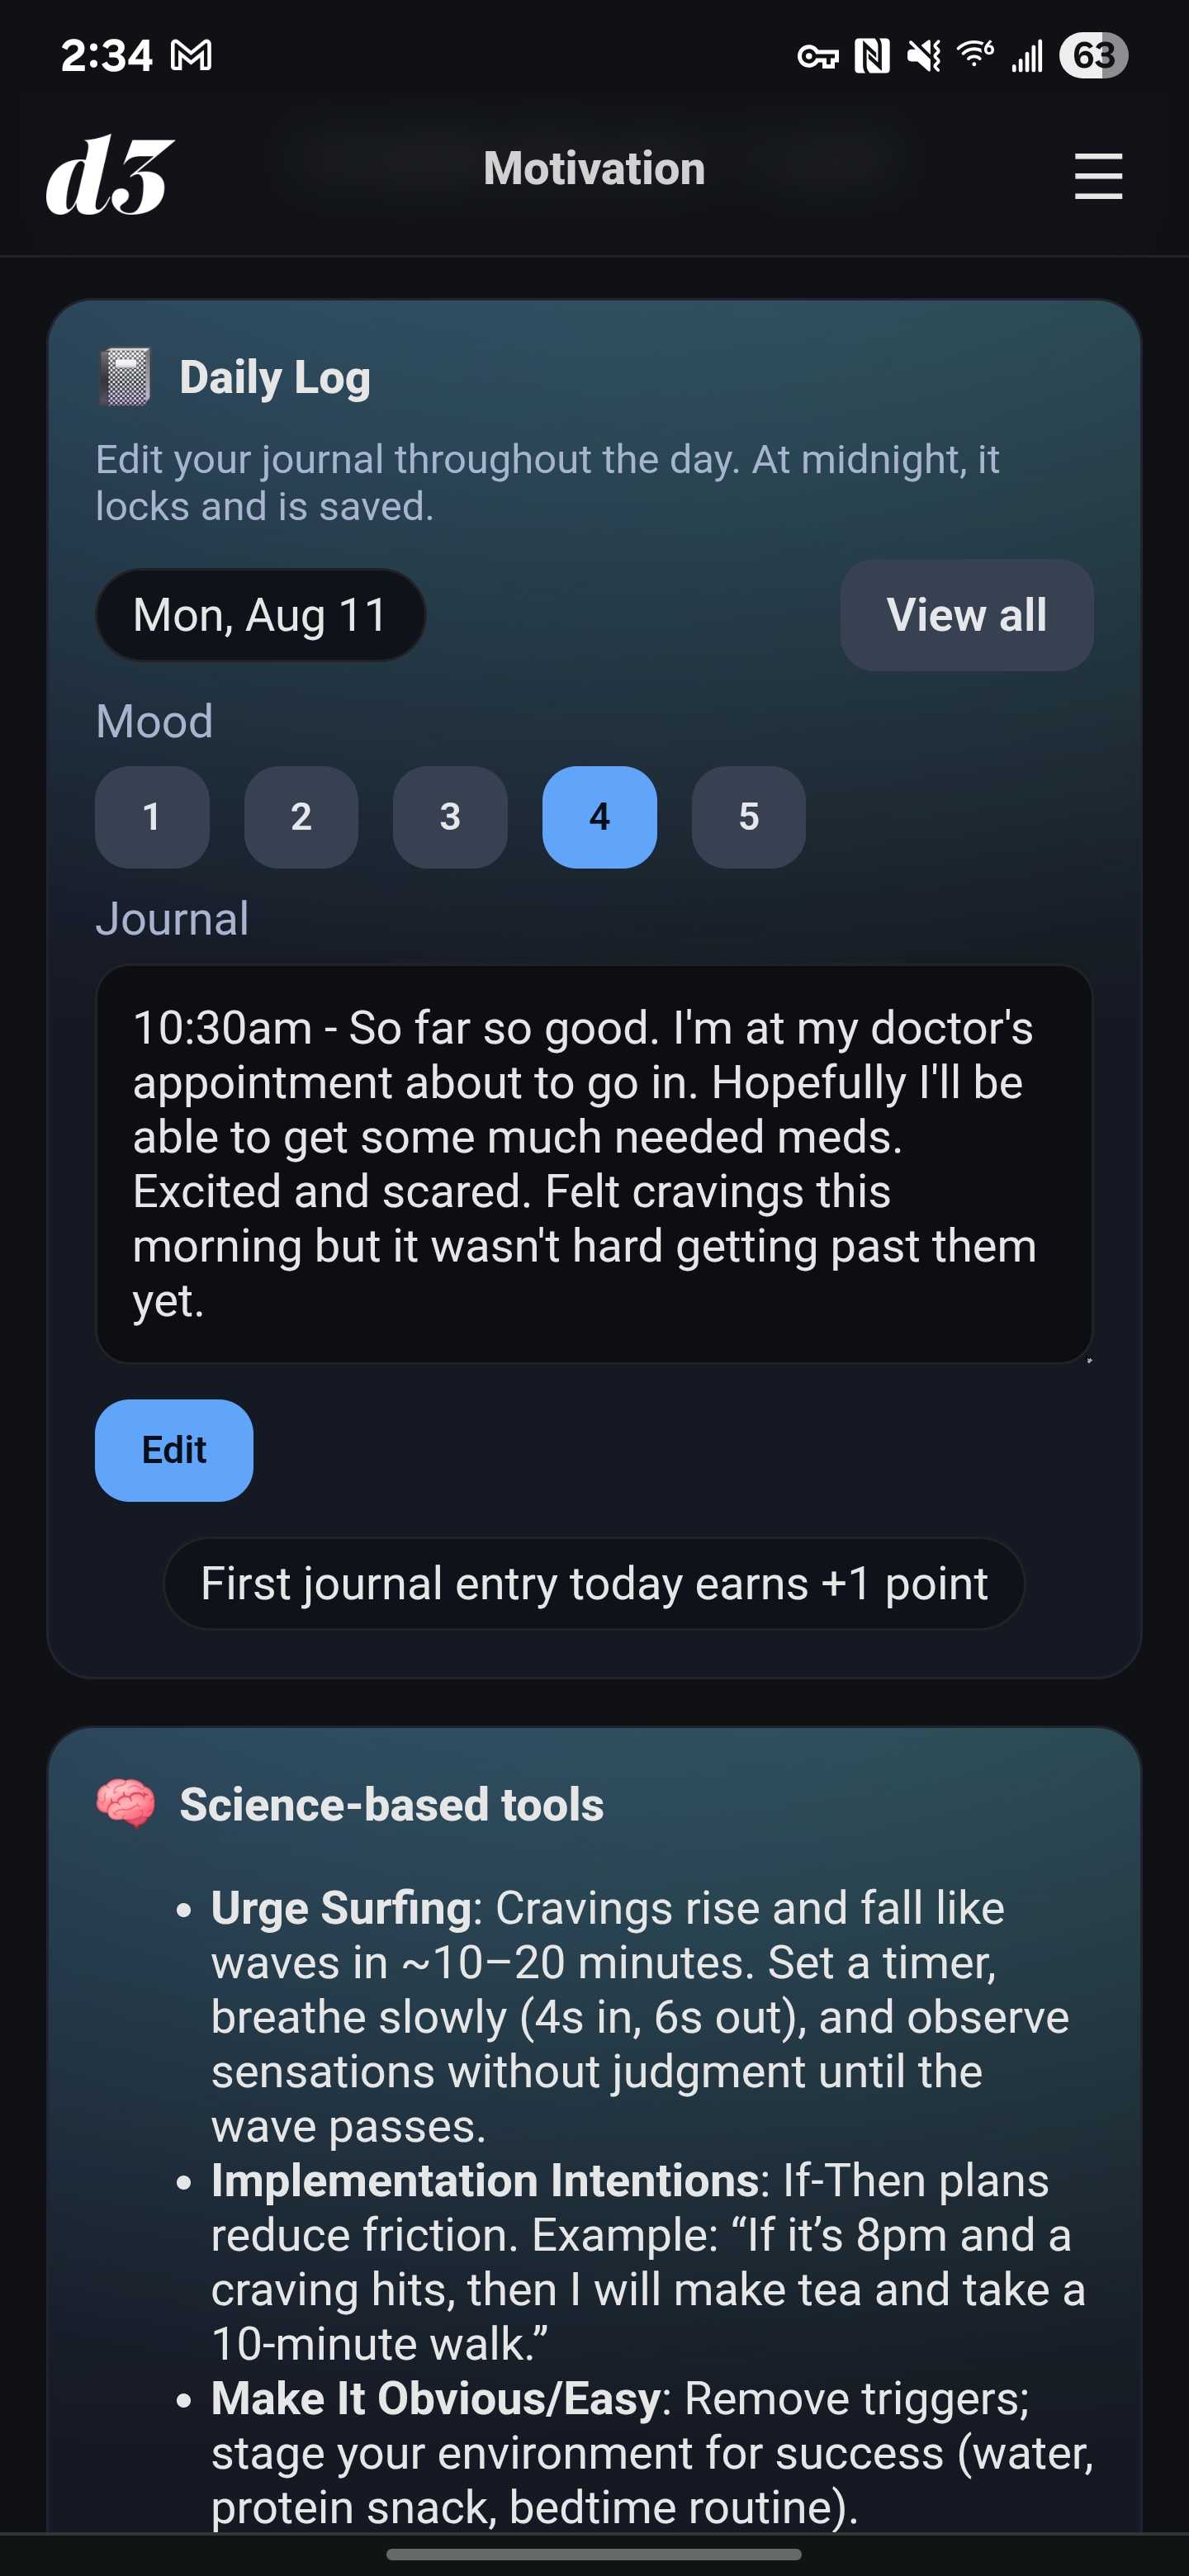 2:34
63
d3
Motivation
Daily Log
Edit your journal throughout the day. At midnight, it
locks and is saved.
Mon, Aug 11
View all
Mood
1 2 3 4 5
Journal
10:30am - So far so good. I'm at my doctor's
appointment about to go in. Hopefully I'll be
able to get some much needed meds.
Excited and scared. Felt cravings this
morning but it wasn't hard getting past them
yet.
Edit
First journal entry today earns +1 point
Science-based tools
• Urge Surfing: Cravings rise and fall like
waves in ~10–20 minutes. Set a timer,
breathe slowly (4s in, 6s out), and observe
sensations without judgment until the
wave passes.
• Implementation Intentions: If-Then plans
reduce friction. Example: “If it’s 8pm and a
craving hits, then I will make tea and take a
10-minute walk.”
• Make It Obvious/Easy: Remove triggers;
stage your environment for success (water,
protein snack, bedtime routine).